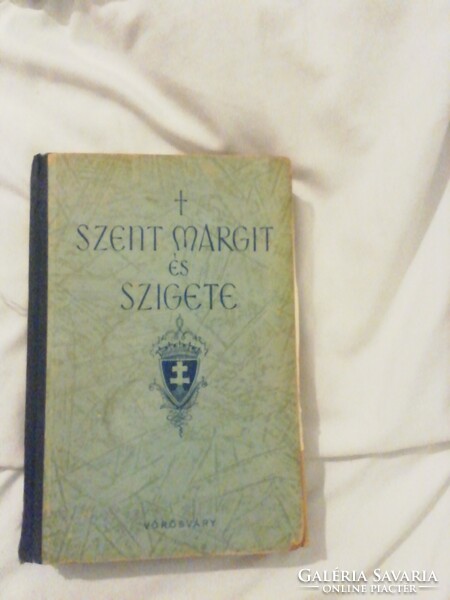 SZENT MARGIT
ÉS
SZIGETE
VÖRÖSVÁRY
GALÉRIA SAVARIA
ONLINE PIACTÉR